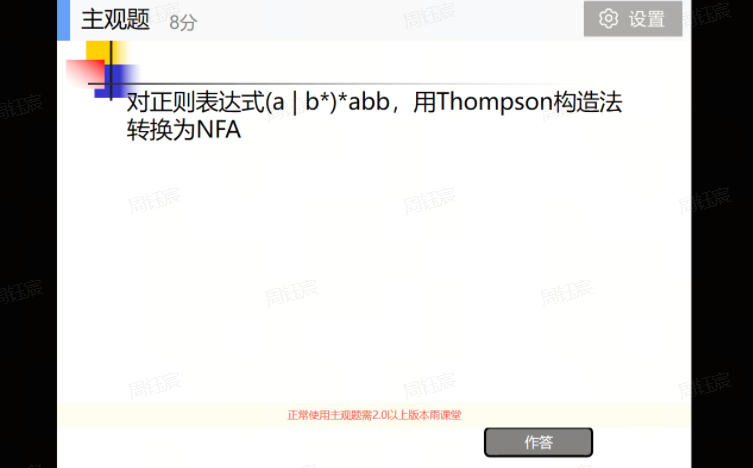 主观题 8分 设置
对正则表达式(a | b*)*abb，用Thompson构造法
转换为NFA
周钰宸
正常使用主观题需2.0以上版本雨课堂
作答